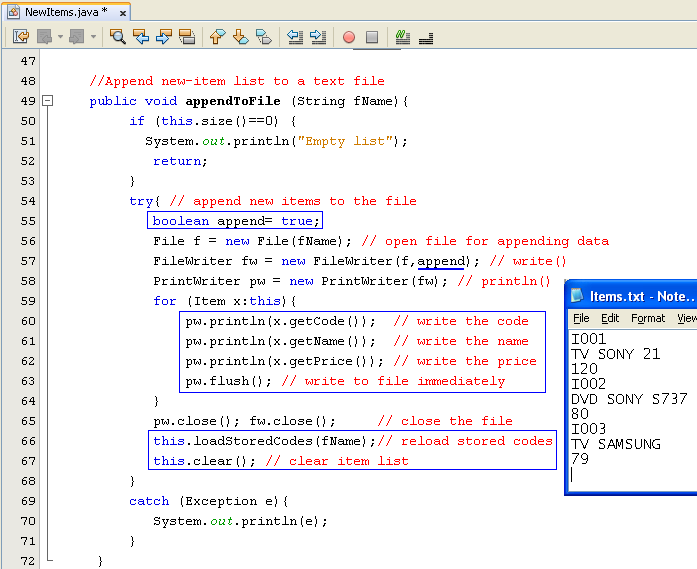 NewItems.java * x
47
48 //Append new-item list to a text file
49 public void appendToFile (String fName){
50 if (this.size()==0) {
51 System.out.println("Empty list");
52 return;
53 }
54 try{ // append new items to the file
55 boolean append= true;
56 File f = new File(fName); // open file for appending data
57 FileWriter fw = new FileWriter(f,append); // write()
58 PrintWriter pw = new PrintWriter(fw); // println()
59 for (Item x:this){
60 pw.println(x.getCode()); // write the code
61 pw.println(x.getName()); // write the name
62 pw.println(x.getPrice()); // write the price
63 pw.flush(); // write to file immediately
64 }
65 pw.close(); fw.close(); // close the file
66 this.loadStoredCodes(fName);// reload stored codes
67 this.clear(); // clear item list
68 }
69 catch (Exception e){
70 System.out.println(e);
71 }
72 }
Items.txt - Note...
File Edit Format View
I001
TV SONY 21
120
I002
DVD SONY S737
80
I003
TV SAMSUNG
79